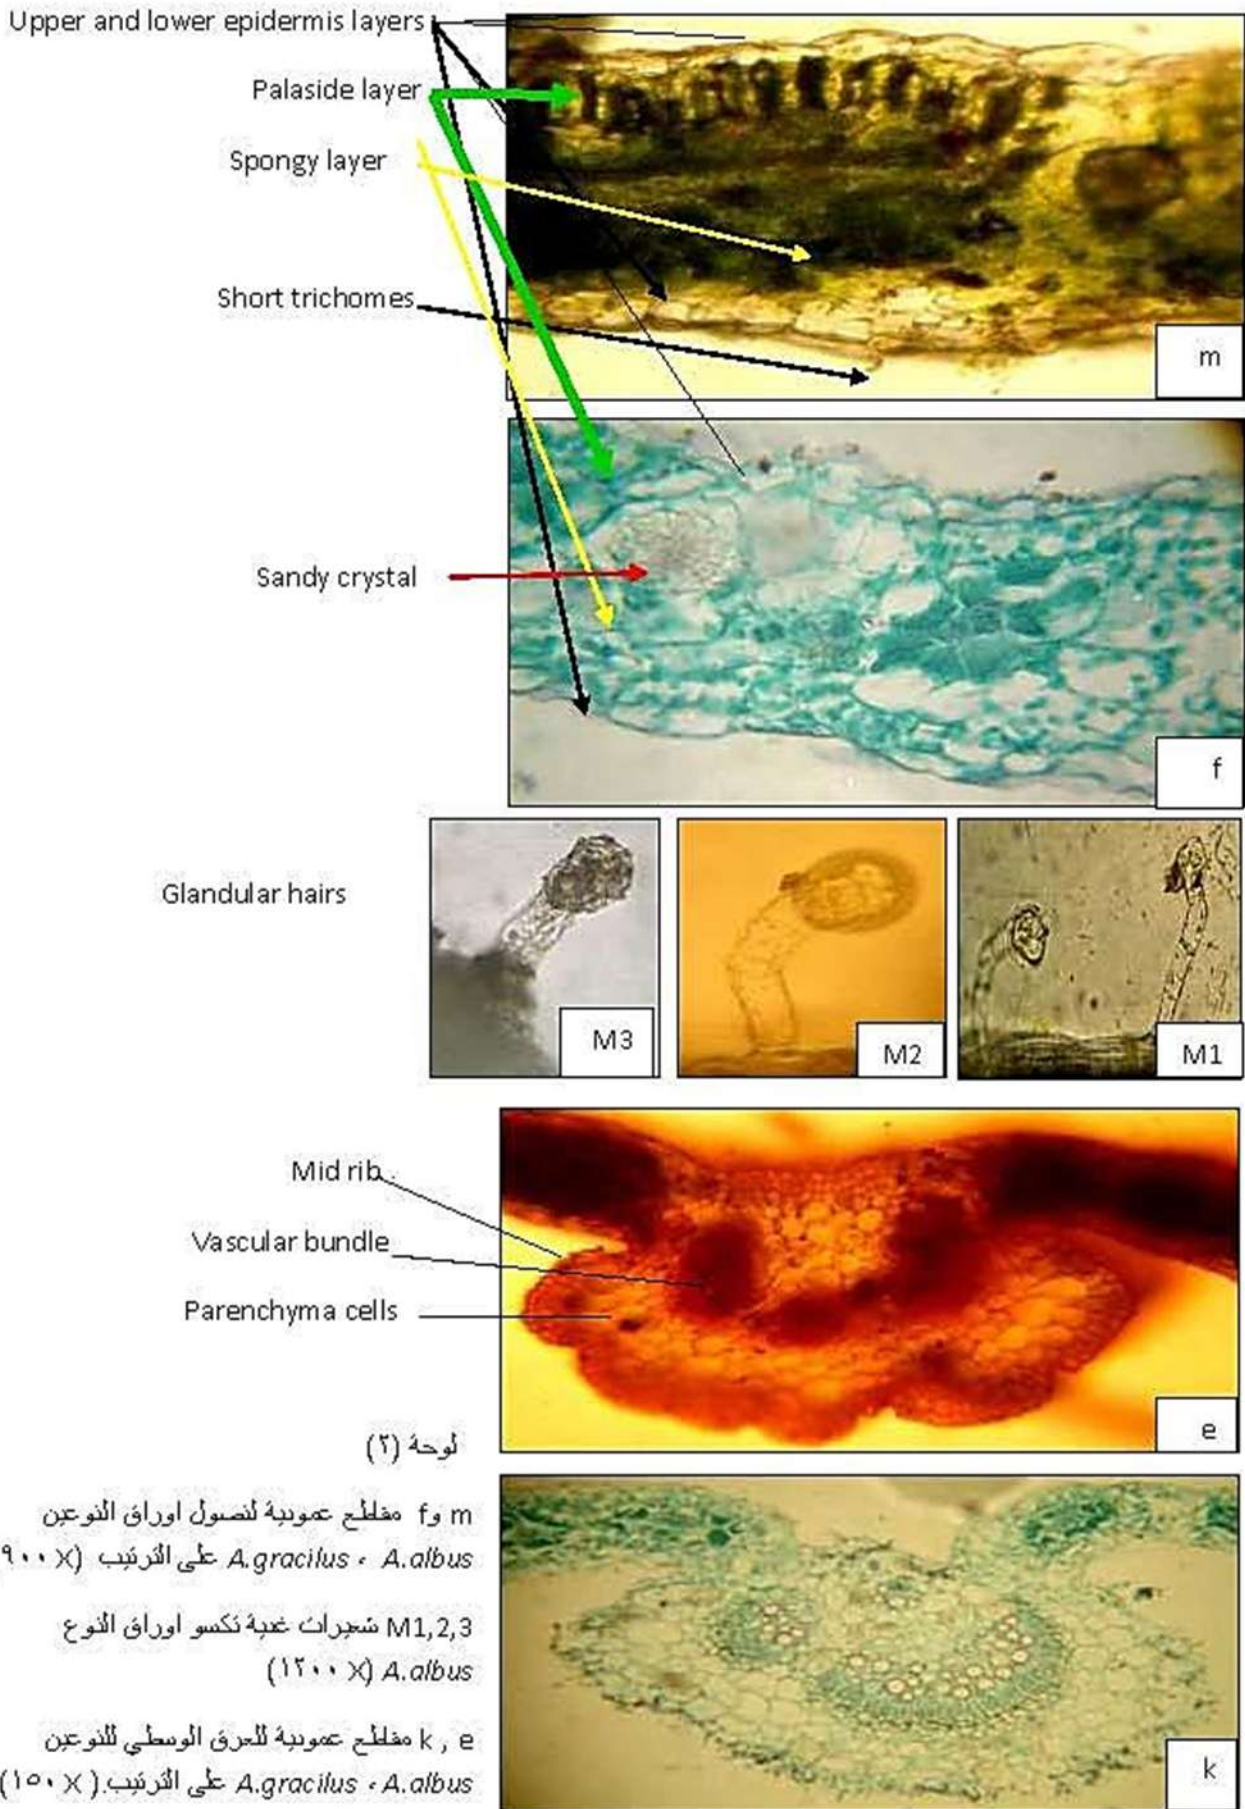 Upper and lower epidermis layers
Palaside layer
Spongy layer
Short trichomes
m
Sandy crystal
f
Glandular hairs
M3
M2
M1
Mid rib
Vascular bundle
Parenchyma cells
e
لوحة (٢)
m وf مقاطع عمودية لنصول اوراق النوعين
A.gracilus ، A.albus على الترتيب (X ٩٠٠
M1,2,3 شعيرات غدية تكسو اوراق النوع
A.albus (X ١٢٠٠)
k , e مقاطع عمودية للعرق الوسطي للنوعين
A.gracilus ، A.albus على الترتيب.( X ١٥٠)
k